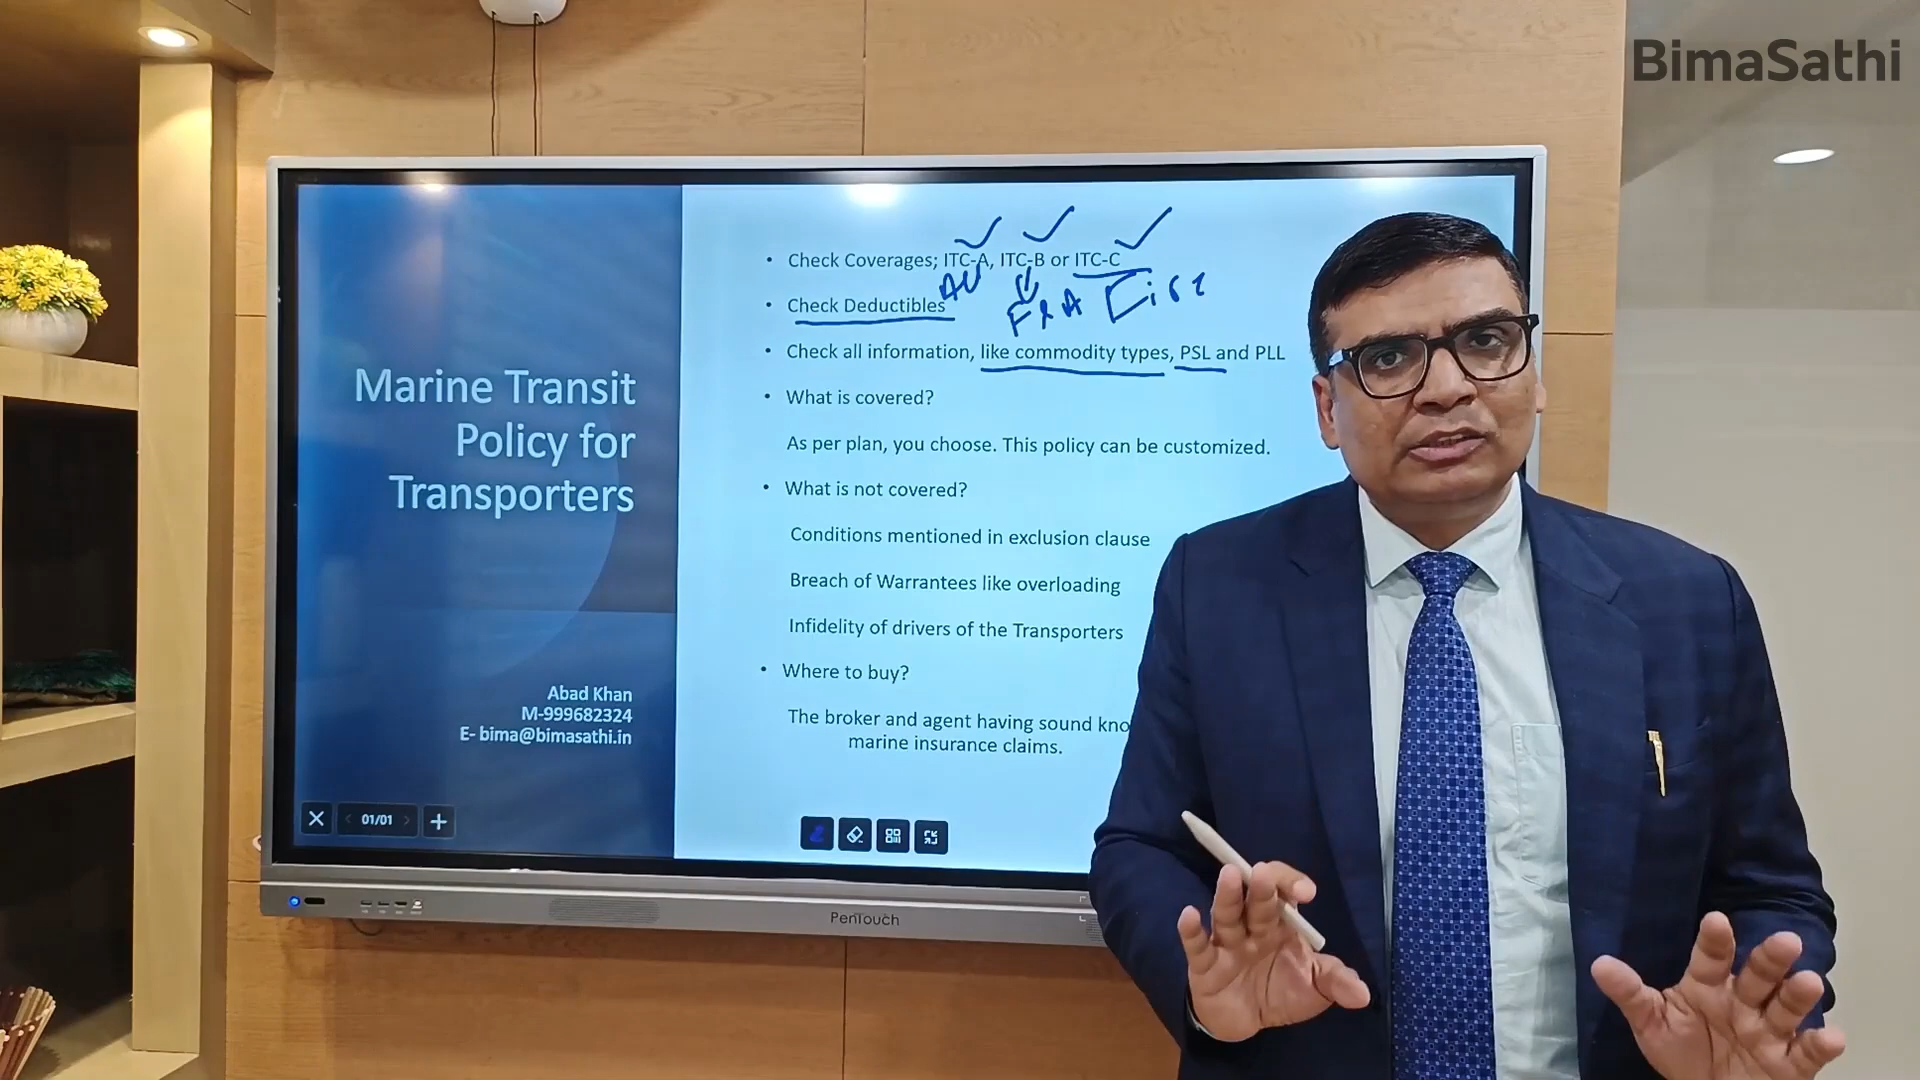 BimaSathi
Marine Transit
Policy for
Transporters
Abad Khan
M-999682324
E- bima@bimasathi.in
01/01
• Check Coverages; ITC-A, ITC-B or ITC-C
All
F & A
Fire
• Check Deductibles
• Check all information, like commodity types, PSL and PLL
• What is covered?
As per plan, you choose. This policy can be customized.
• What is not covered?
Conditions mentioned in exclusion clause
Breach of Warrantees like overloading
Infidelity of drivers of the Transporters
• Where to buy?
The broker and agent having sound kno
marine insurance claims.
PenTouch